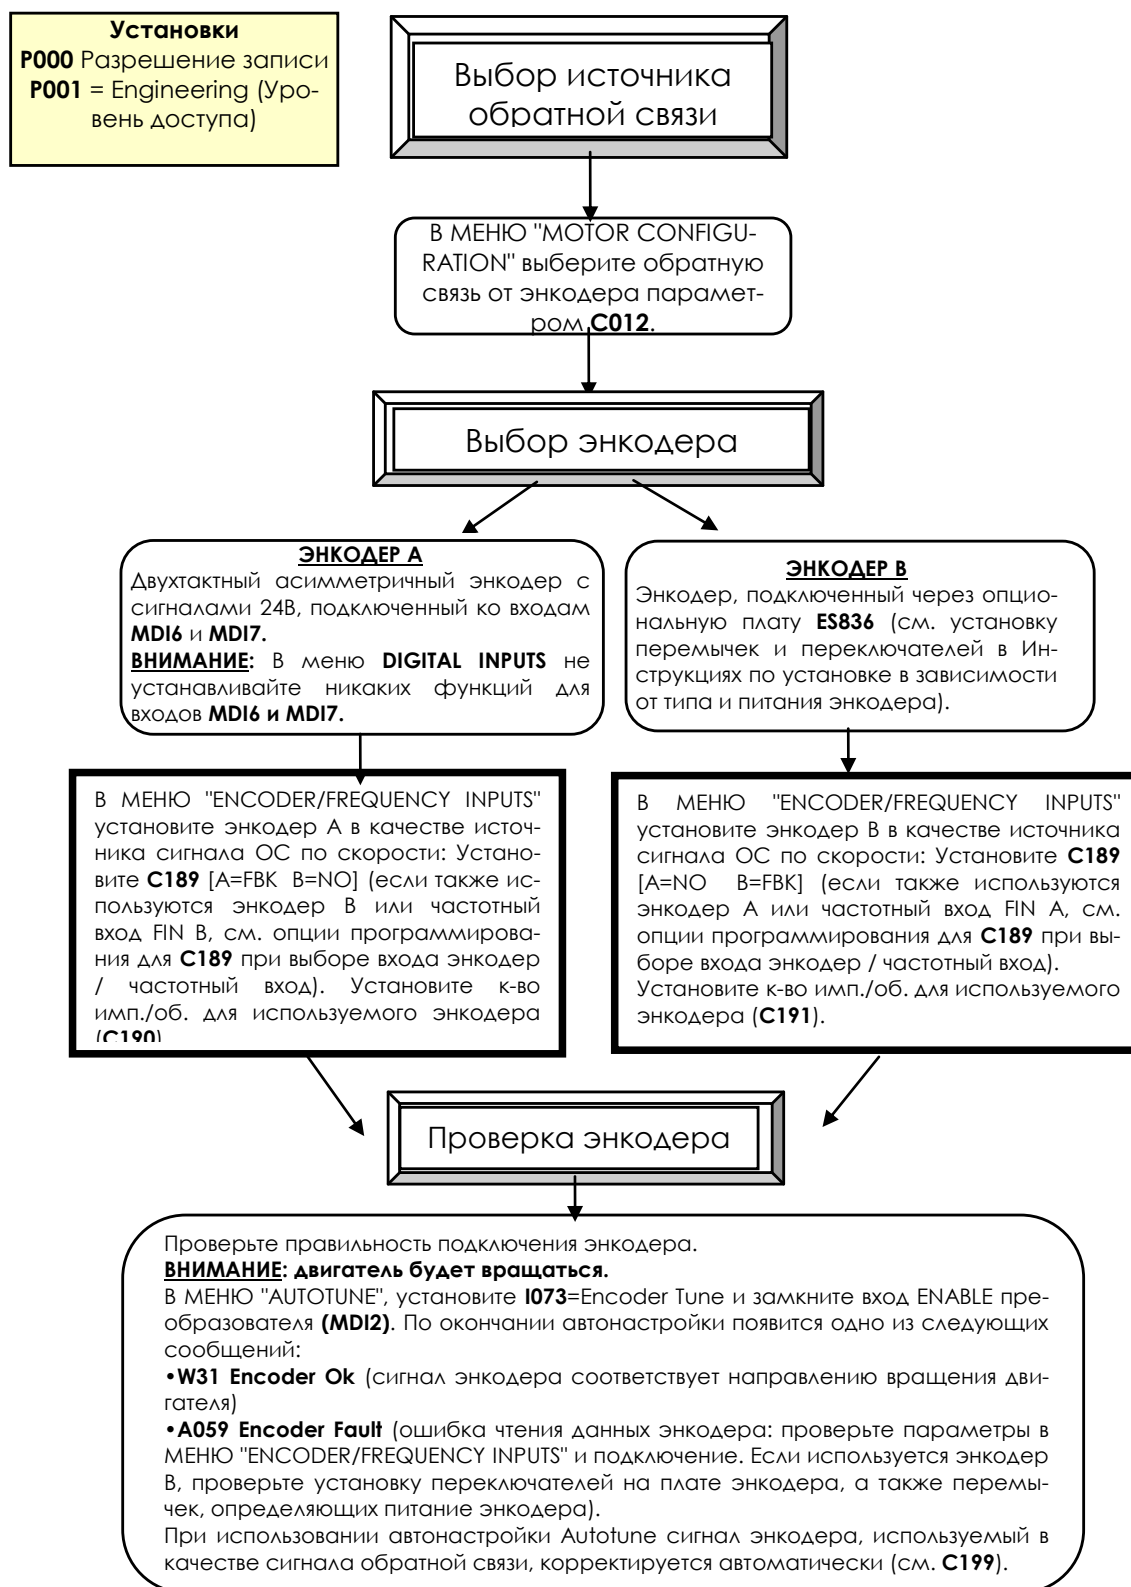 Установки
P000 Разрешение записи
P001 = Engineering (Уро-
вень доступа)
Выбор источника
обратной связи
В МЕНЮ "MOTOR CONFIGU-
RATION" выберите обратную
связь от энкодера парамет-
ром C012.
Выбор энкодера
ЭНКОДЕР А
Двухтактный асимметричный энкодер с
сигналами 24В, подключенный ко входам
MDI6 и MDI7.
ВНИМАНИЕ: В меню DIGITAL INPUTS не
устанавливайте никаких функций для
входов MDI6 и MDI7.
ЭНКОДЕР В
Энкодер, подключенный через опцио-
нальную плату ES836 (см. установку
перемычек и переключателей в Ин-
струкциях по установке в зависимости
от типа и питания энкодера).
В МЕНЮ "ENCODER/FREQUENCY INPUTS"
установите энкодер А в качестве источ-
ника сигнала ОС по скорости: Устано-
вите C189 [A=FBK B=NO] (если также ис-
пользуются энкодер В или частотный
вход FIN B, см. опции программирова-
ния для C189 при выборе входа энкодер
/ частотный вход). Установите к-во
имп./об. для используемого энкодера
(C190)
В МЕНЮ "ENCODER/FREQUENCY INPUTS"
установите энкодер В в качестве источника
сигнала ОС по скорости: Установите C189
[A=NO B=FBK] (если также используются
энкодер А или частотный вход FIN A, см.
опции программирования для C189 при вы-
боре входа энкодер / частотный вход).
Установите к-во имп./об. для используемого
энкодера (C191).
Проверка энкодера
Проверьте правильность подключения энкодера.
ВНИМАНИЕ: двигатель будет вращаться.
В МЕНЮ "AUTOTUNE", установите I073=Encoder Tune и замкните вход ENABLE пре-
образователя (MDI2). По окончании автонастройки появится одно из следующих
сообщений:
•W31 Encoder Ok (сигнал энкодера соответствует направлению вращения дви-
гателя)
•A059 Encoder Fault (ошибка чтения данных энкодера: проверьте параметры в
МЕНЮ "ENCODER/FREQUENCY INPUTS" и подключение. Если используется энкодер
В, проверьте установку переключателей на плате энкодера, а также перемы-
чек, определяющих питание энкодера).
При использовании автонастройки Autotune сигнал энкодера, используемый в
качестве сигнала обратной связи, корректируется автоматически (см. C199).